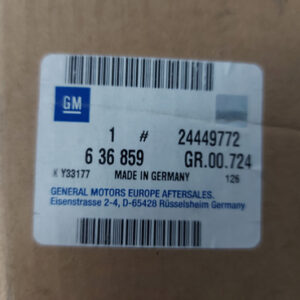 GM
1 # 24449772
6 36 859 GR.00.724
K Y33177 MADE IN GERMANY 126
GENERAL MOTORS EUROPE AFTERSALES.
Eisenstrasse 2-4, D-65428 Rüsselsheim Germany